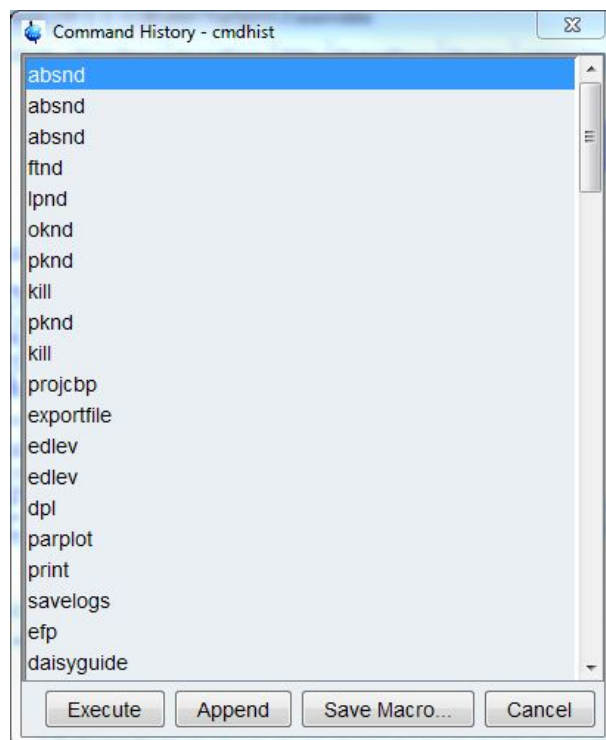 Command History - cmdhist
absnd
absnd
absnd
ftnd
lpnd
oknd
pknd
kill
pknd
kill
projcbp
exportfile
edlev
edlev
dpl
parplot
print
savelogs
efp
daisyguide
Execute Append Save Macro... Cancel